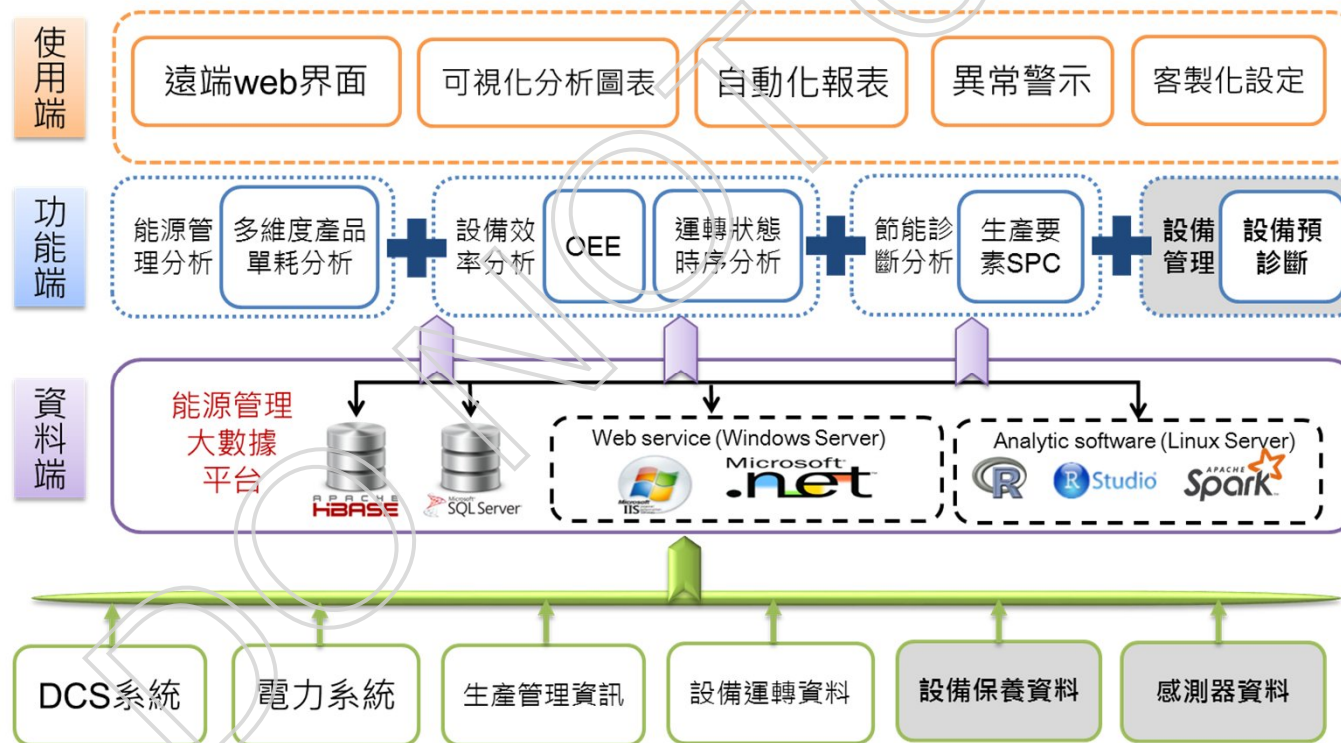 使用端
遠端web界面
可視化分析圖表
自動化報表
異常警示
客製化設定
功能端
能源管
理分析
多維度產品
單耗分析
設備效
率分析
OEE
運轉狀態
時序分析
節能診
斷分析
生產要
素SPC
設備
管理
設備預
診斷
資料端
能源管理
大數據
平台
APACHE
HBASE
Microsoft
SQL Server
Web service (Windows Server)
Microsoft
IIS
Microsoft
.net
Analytic software (Linux Server)
R
R Studio
APACHE
Spark
DCS系統
電力系統
生產管理資訊
設備運轉資料
設備保養資料
感測器資料
DO NOT C